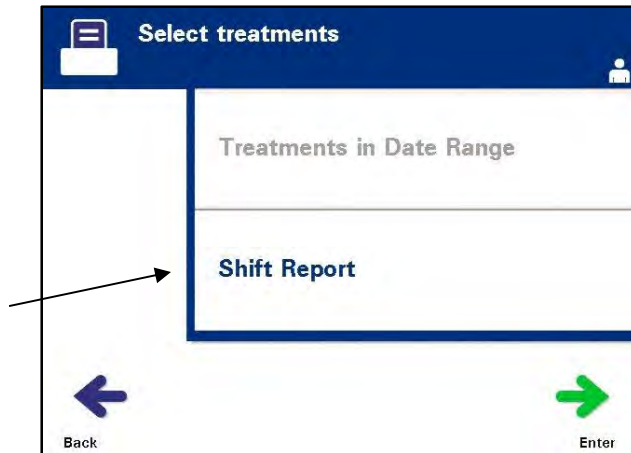 Select treatments
Treatments in Date Range
Shift Report
Back
Enter